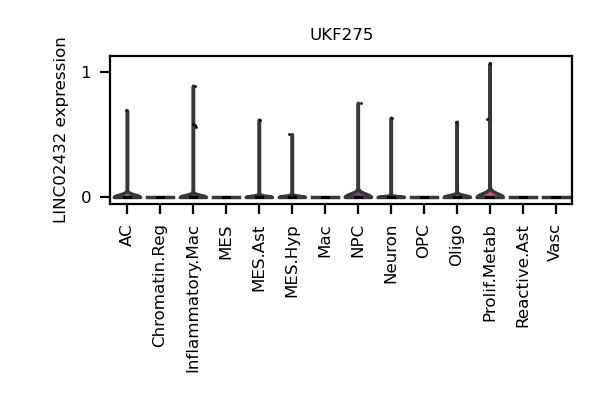 UKF275
LINC02432 expression
1
0
AC
Chromatin.Reg
Inflammatory.Mac
MES
MES.Ast
MES.Hyp
Mac
NPC
Neuron
OPC
Oligo
Prolif.Metab
Reactive.Ast
Vasc